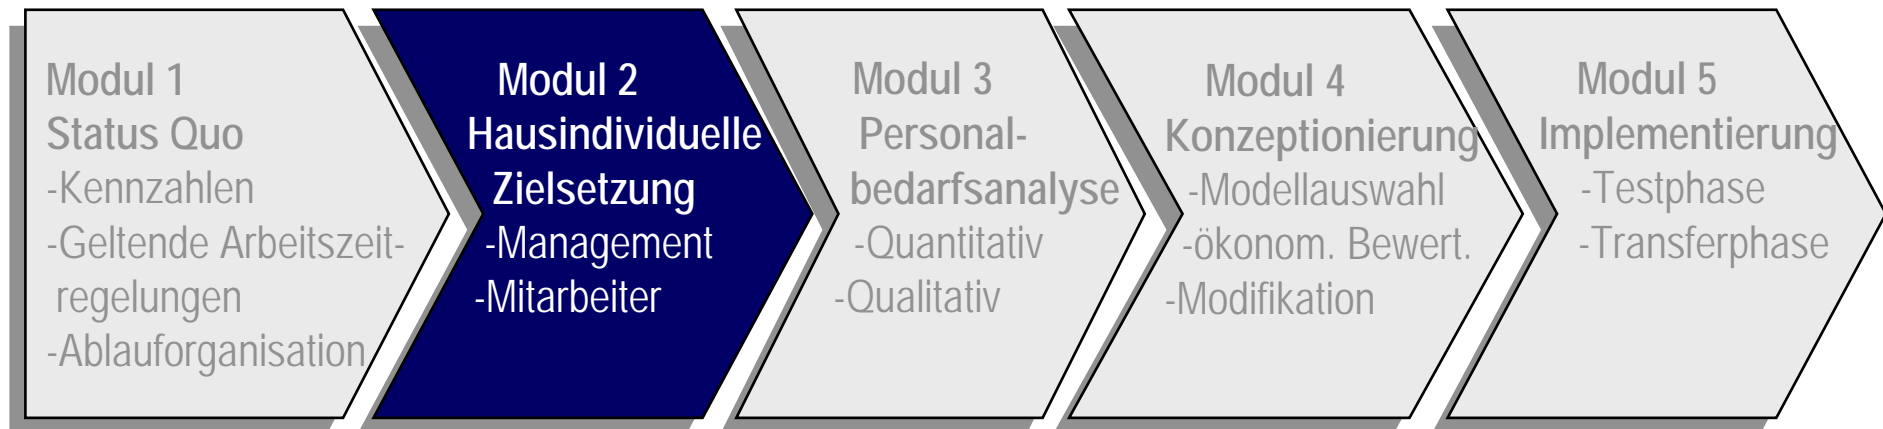 Modul 1
Status Quo
-Kennzahlen
-Geltende Arbeitszeit-
regelungen
-Ablauforganisation
Modul 2
Hausindividuelle
Zielsetzung
-Management
-Mitarbeiter
Modul 3
Personal-
bedarfsanalyse
-Quantitativ
-Qualitativ
Modul 4
Konzeptionierung
-Modellauswahl
-ökonom. Bewert.
-Modifikation
Modul 5
Implementierung
-Testphase
-Transferphase